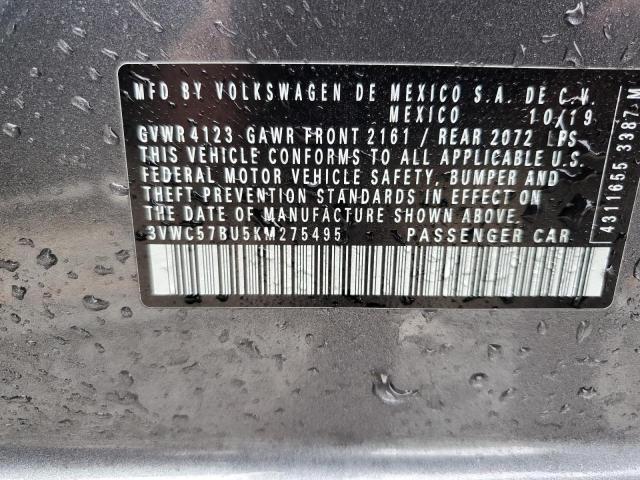 MFD BY VOLKSWAGEN DE MEXICO S.A. DE C.V.
MEXICO 10/19
GVWR 4123 GAWR FRONT 2161 / REAR 2072 LPS
THIS VEHICLE CONFORMS TO ALL APPLICABLE U.S.
FEDERAL MOTOR VEHICLE SAFETY, BUMPER AND
THEFT PREVENTION STANDARDS IN EFFECT ON
THE DATE OF MANUFACTURE SHOWN ABOVE.
3VWC57BU5KM275495 PASSENGER CAR
4311655 3387M